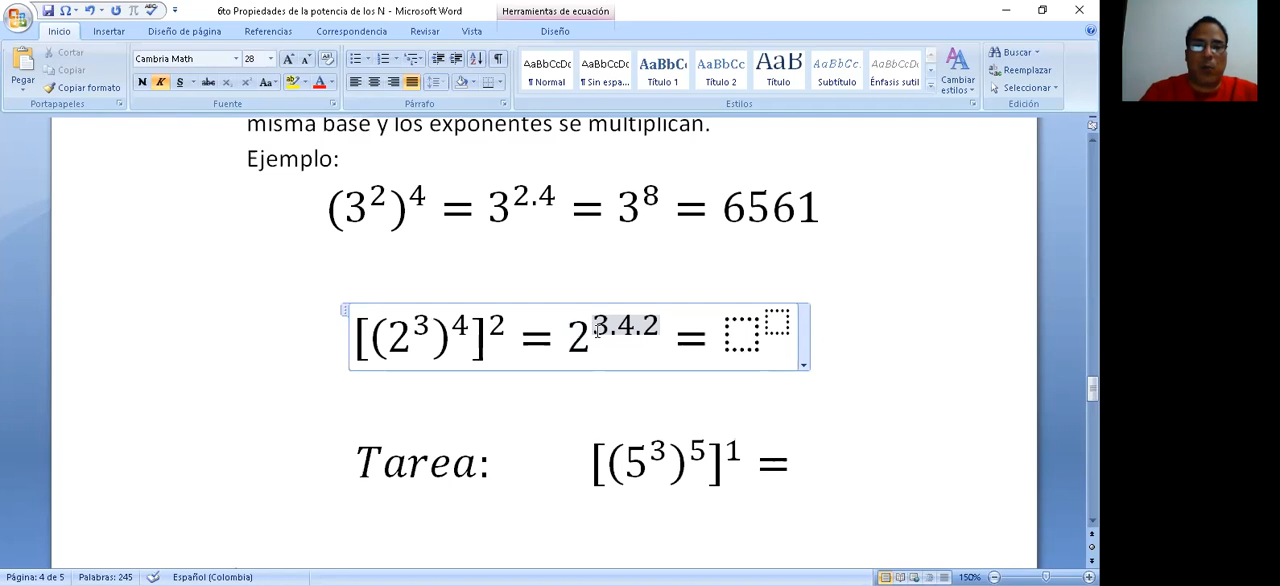 6to Propiedades de la potencia de los N - Microsoft Word
Herramientas de ecuación
Inicio Insertar Diseño de página Referencias Correspondencia Revisar Vista Diseño
Pegar
Cortar
Copiar
Copiar formato
Portapapeles
Cambria Math 28
N K S abc x₂ x² Aa
Fuente
Párrafo
AaBbCcDc AaBbCcDc AaBbCc AaBbCc AaB AaBbCc. AaBbCcDc
¶ Normal ¶ Sin espa... Título 1 Título 2 Título Subtítulo Énfasis sutil
Cambiar estilos
Estilos
Buscar
Reemplazar
Seleccionar
Edición
misma base y los exponentes se multiplican.
Ejemplo:
(3²)⁴ = 3^{2.4} = 3⁸ = 6561
[(2³)⁴]² = 2^{3.4.2} =
Tarea: [(5³)⁵]¹ =
Página: 4 de 5 Palabras: 245 Español (Colombia) 150%